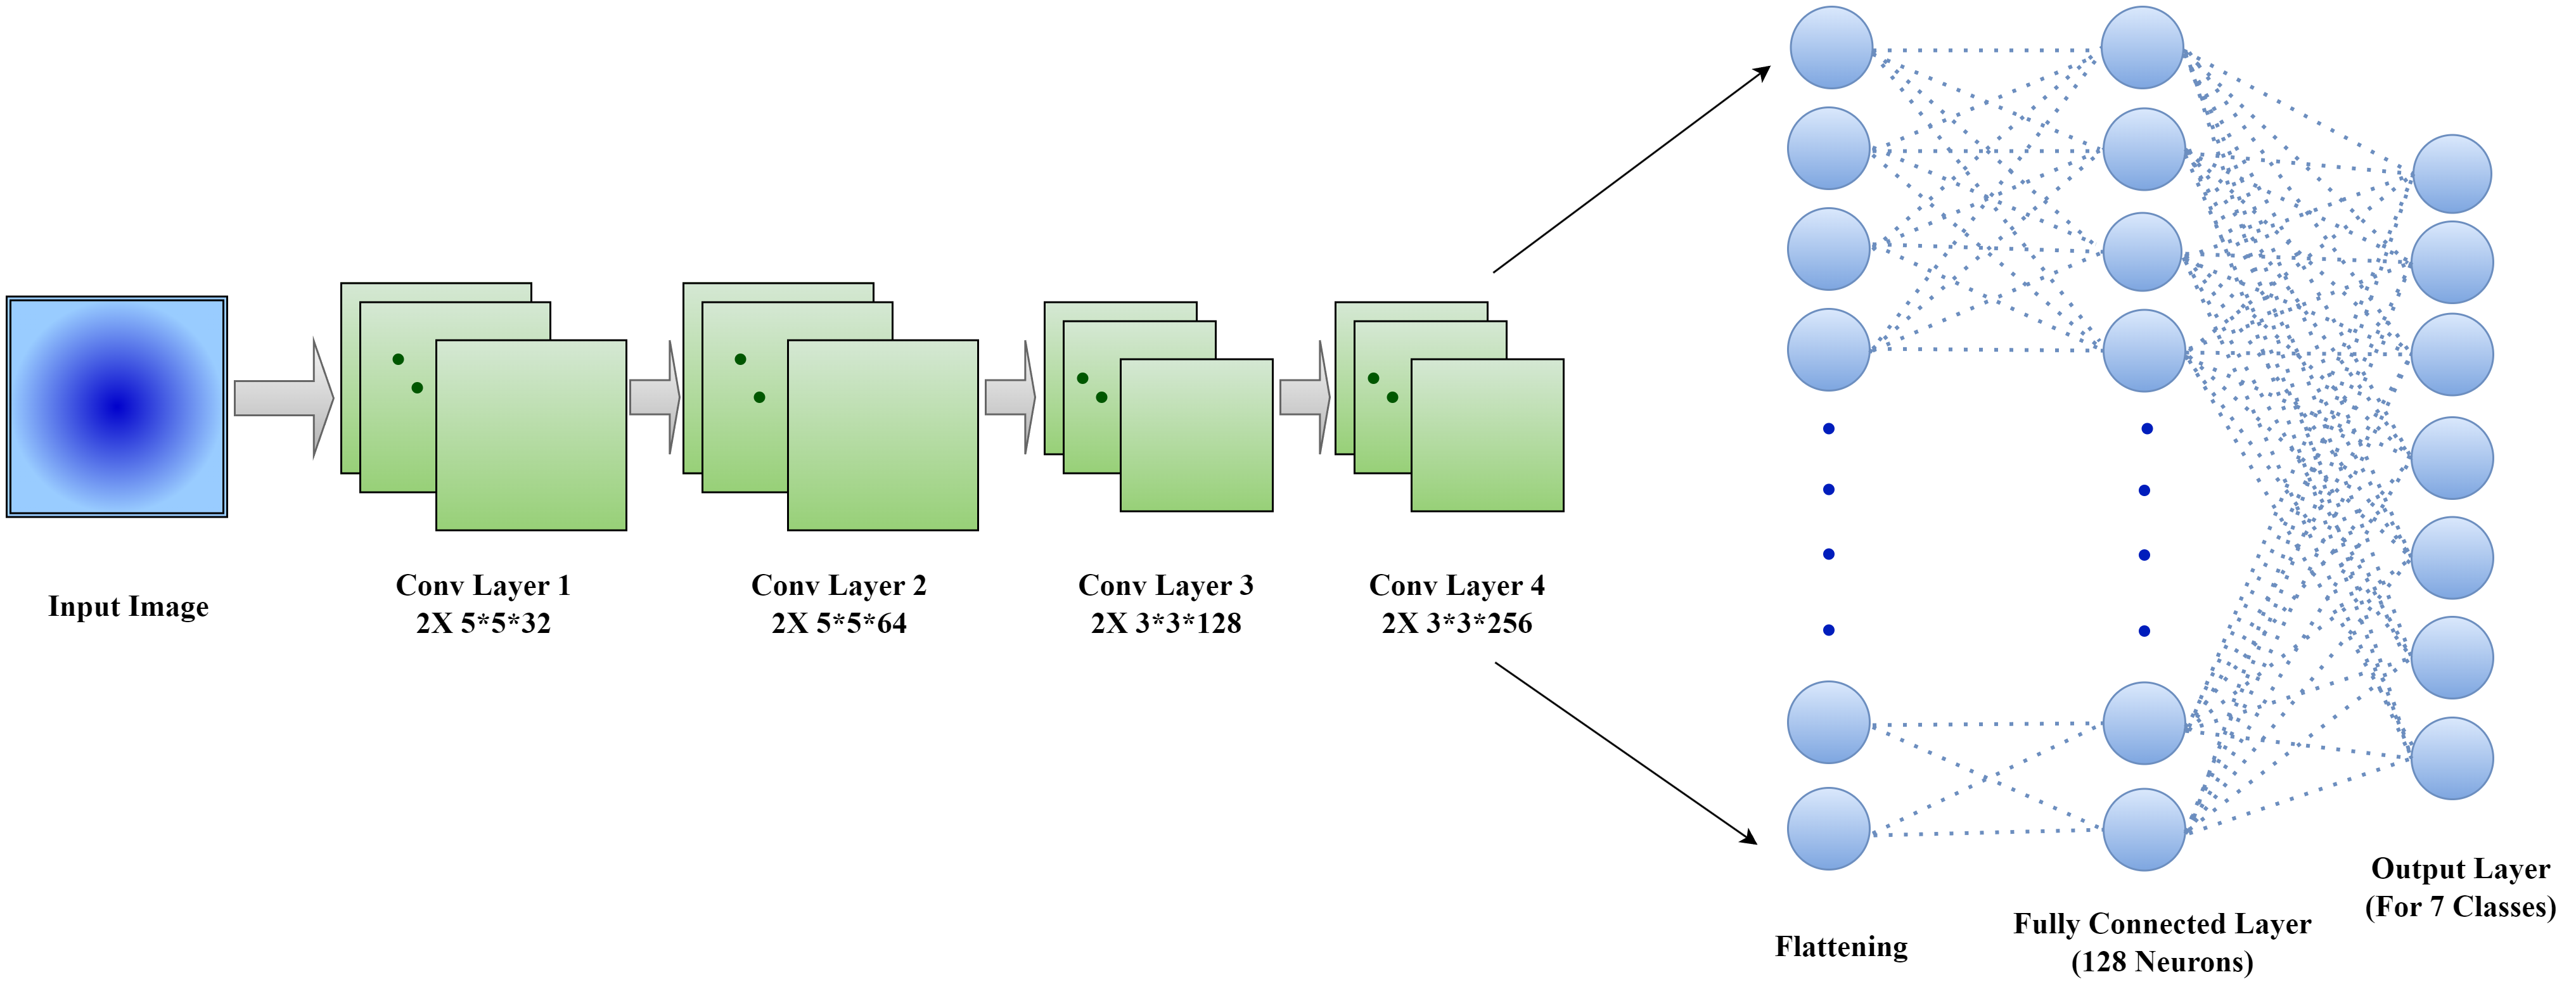 Input Image
Conv Layer 1
2X 5*5*32
Conv Layer 2
2X 5*5*64
Conv Layer 3
2X 3*3*128
Conv Layer 4
2X 3*3*256
Flattening
Fully Connected Layer
(128 Neurons)
Output Layer
(For 7 Classes)